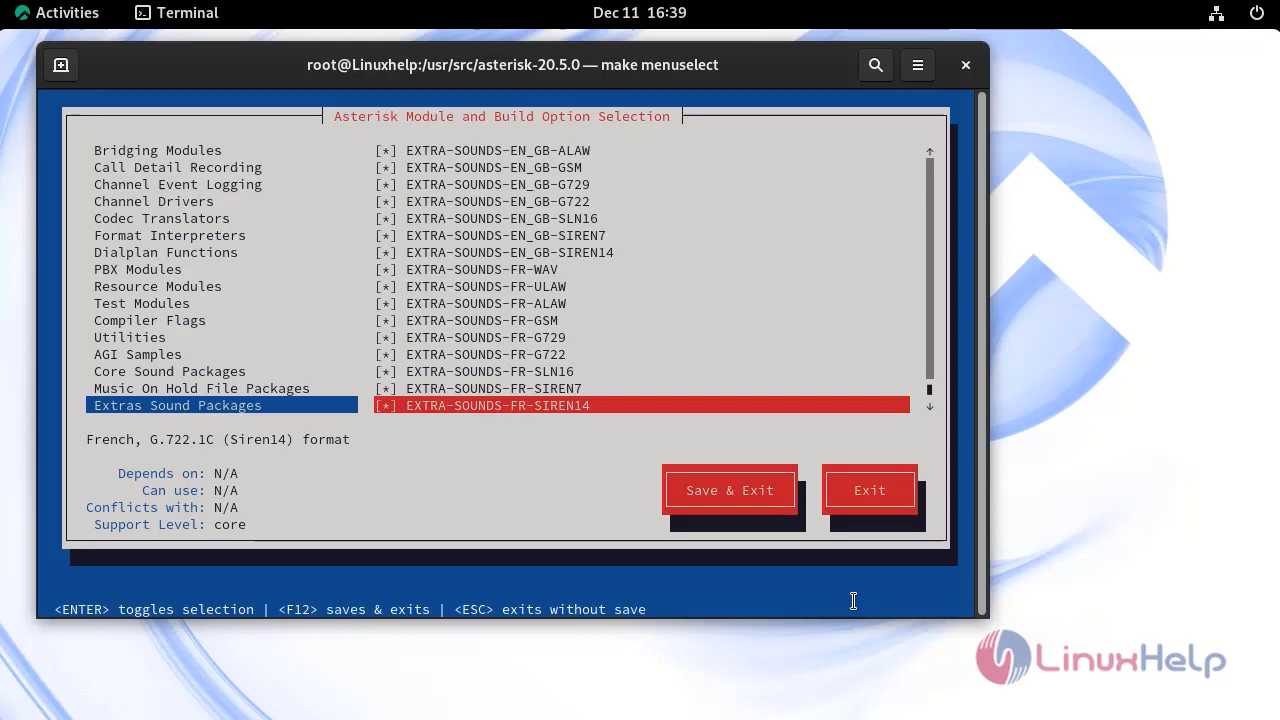 Activities Terminal Dec 11 16:39
root@Linuxhelp:/usr/src/asterisk-20.5.0 — make menuselect
Asterisk Module and Build Option Selection
Bridging Modules [*] EXTRA-SOUNDS-EN_GB-ALAW
Call Detail Recording [*] EXTRA-SOUNDS-EN_GB-GSM
Channel Event Logging [*] EXTRA-SOUNDS-EN_GB-G729
Channel Drivers [*] EXTRA-SOUNDS-EN_GB-G722
Codec Translators [*] EXTRA-SOUNDS-EN_GB-SLN16
Format Interpreters [*] EXTRA-SOUNDS-EN_GB-SIREN7
Dialplan Functions [*] EXTRA-SOUNDS-EN_GB-SIREN14
PBX Modules [*] EXTRA-SOUNDS-FR-WAV
Resource Modules [*] EXTRA-SOUNDS-FR-ULAW
Test Modules [*] EXTRA-SOUNDS-FR-ALAW
Compiler Flags [*] EXTRA-SOUNDS-FR-GSM
Utilities [*] EXTRA-SOUNDS-FR-G729
AGI Samples [*] EXTRA-SOUNDS-FR-G722
Core Sound Packages [*] EXTRA-SOUNDS-FR-SLN16
Music On Hold File Packages [*] EXTRA-SOUNDS-FR-SIREN7
Extras Sound Packages [*] EXTRA-SOUNDS-FR-SIREN14
French, G.722.1C (Siren14) format
Depends on: N/A
Can use: N/A
Save & Exit Exit
Conflicts with: N/A
Support Level: core
<ENTER> toggles selection | <F12> saves & exits | <ESC> exits without save
LinuxHelp